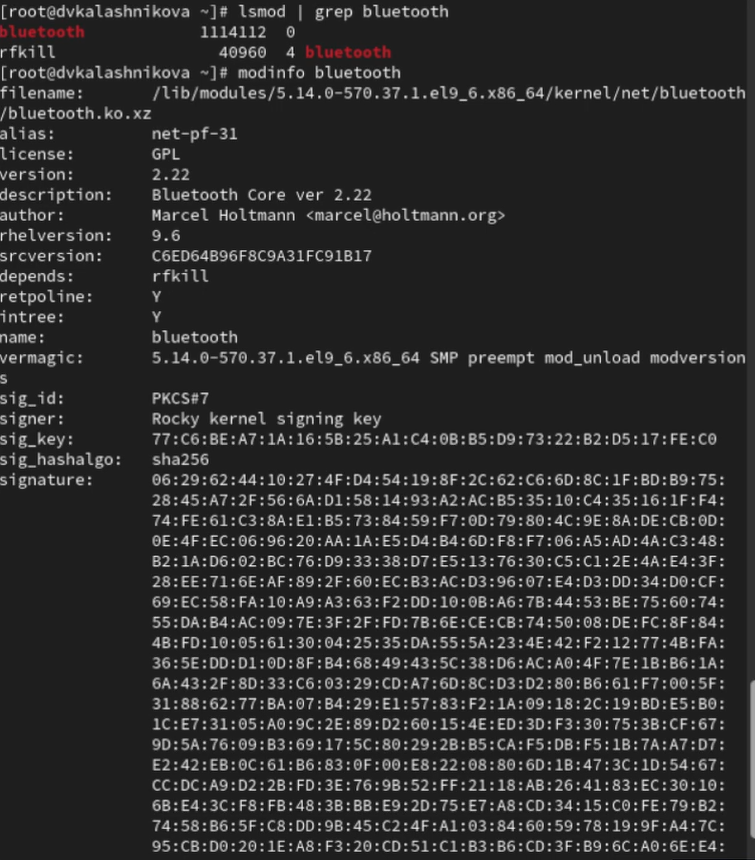 [root@dvkalashnikova ~]# lsmod | grep bluetooth
bluetooth            1114112  0
rfkill                 40960  4 bluetooth
[root@dvkalashnikova ~]# modinfo bluetooth
filename:       /lib/modules/5.14.0-570.37.1.el9_6.x86_64/kernel/net/bluetooth
/bluetooth.ko.xz
alias:          net-pf-31
license:        GPL
version:        2.22
description:    Bluetooth Core ver 2.22
author:         Marcel Holtmann <marcel@holtmann.org>
rhelversion:    9.6
srcversion:     C6ED64B96F8C9A31FC91B17
depends:        rfkill
retpoline:      Y
intree:         Y
name:           bluetooth
vermagic:       5.14.0-570.37.1.el9_6.x86_64 SMP preempt mod_unload modversion
s
sig_id:         PKCS#7
signer:         Rocky kernel signing key
sig_key:        77:C6:BE:A7:1A:16:5B:25:A1:C4:0B:B5:D9:73:22:B2:D5:17:FE:C0
sig_hashalgo:   sha256
signature:      06:29:62:44:10:27:4F:D4:54:19:8F:2C:62:C6:6D:8C:1F:BD:B9:75:
28:45:A7:2F:56:6A:D1:58:14:93:A2:AC:B5:35:10:C4:35:16:1F:F4:
74:FE:61:C3:8A:E1:B5:73:84:59:F7:0D:79:80:4C:9E:8A:DE:CB:0D:
0E:4F:EC:06:96:20:AA:1A:E5:D4:B4:6D:F8:F7:06:A5:AD:4A:C3:48:
B2:1A:D6:02:BC:76:D9:33:38:D7:E5:13:76:30:C5:C1:2E:4A:E4:3F:
28:EE:71:6E:AF:89:2F:60:EC:B3:AC:D3:96:07:E4:D3:DD:34:D0:CF:
69:EC:58:FA:10:A9:A3:63:F2:DD:10:0B:A6:7B:44:53:BE:75:60:74:
55:DA:B4:AC:09:7E:3F:2F:FD:7B:6E:CE:CB:74:50:08:DE:FC:8F:84:
4B:FD:10:05:61:30:04:25:35:DA:55:5A:23:4E:42:F2:12:77:4B:FA:
36:5E:DD:D1:0D:8F:B4:68:49:43:5C:38:D6:AC:A0:4F:7E:1B:B6:1A:
6A:43:2F:8D:33:C6:03:29:CD:A7:6D:8C:D3:D2:80:B6:61:F7:00:5F:
31:88:62:77:BA:07:B4:29:E1:57:83:F2:1A:09:18:2C:19:BD:E5:B0:
1C:E7:31:05:A0:9C:2E:89:D2:60:15:4E:ED:3D:F3:30:75:3B:CF:67:
9D:5A:76:09:B3:69:17:5C:80:29:2B:B5:CA:F5:DB:F5:1B:7A:A7:D7:
E2:42:EB:0C:61:B6:83:0F:00:E8:22:08:80:6D:1B:47:3C:1D:54:67:
CC:DC:A9:D2:2B:FD:3E:76:9B:52:FF:21:18:AB:26:41:83:EC:30:10:
6B:E4:3C:F8:FB:48:3B:BB:E9:2D:75:E7:A8:CD:34:15:C0:FE:79:B2:
74:58:B6:5F:C8:DD:9B:45:C2:4F:A1:03:84:60:59:78:19:9F:A4:7C:
95:CB:D0:20:1E:A8:F3:20:CD:51:C1:B3:B6:CD:3F:B9:6C:A0:6E:E4: